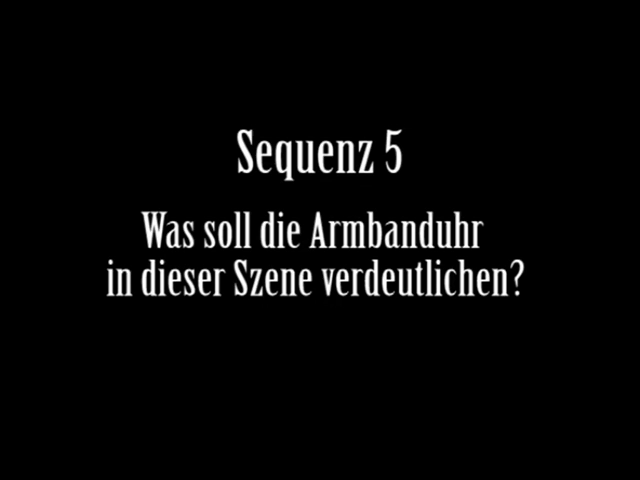 Sequenz 5
Was soll die Armbanduhr
in dieser Szene verdeutlichen?